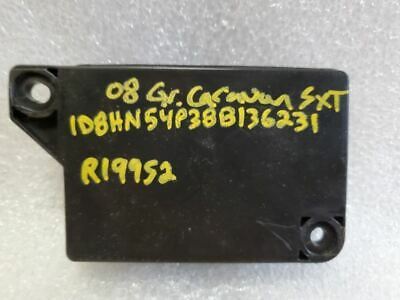 08 Gr. Caravan SXT
1D8HN54P38B136231
R19952